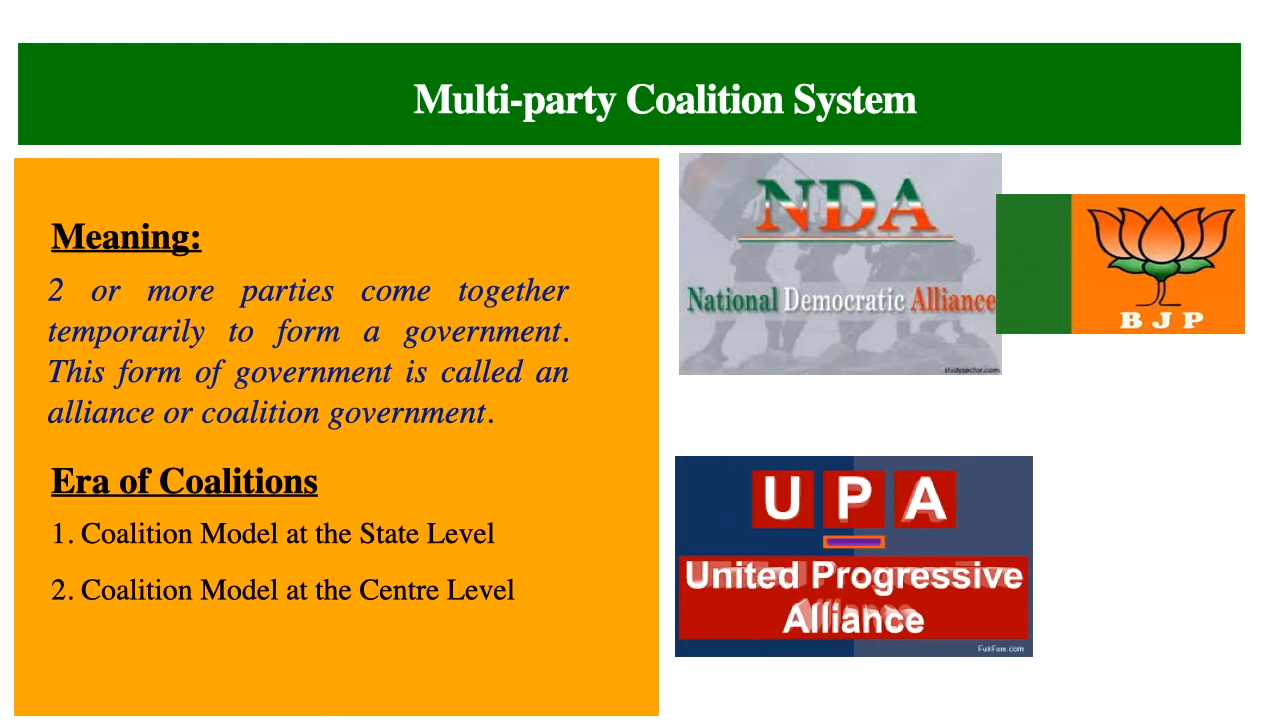 Multi-party Coalition System
Meaning:
2 or more parties come together
temporarily to form a government.
This form of government is called an
alliance or coalition government.
Era of Coalitions
1. Coalition Model at the State Level
2. Coalition Model at the Centre Level
NDA
National Democratic Alliance
studysector.com
BJP
UPA
United Progressive
Alliance
FullFom.com